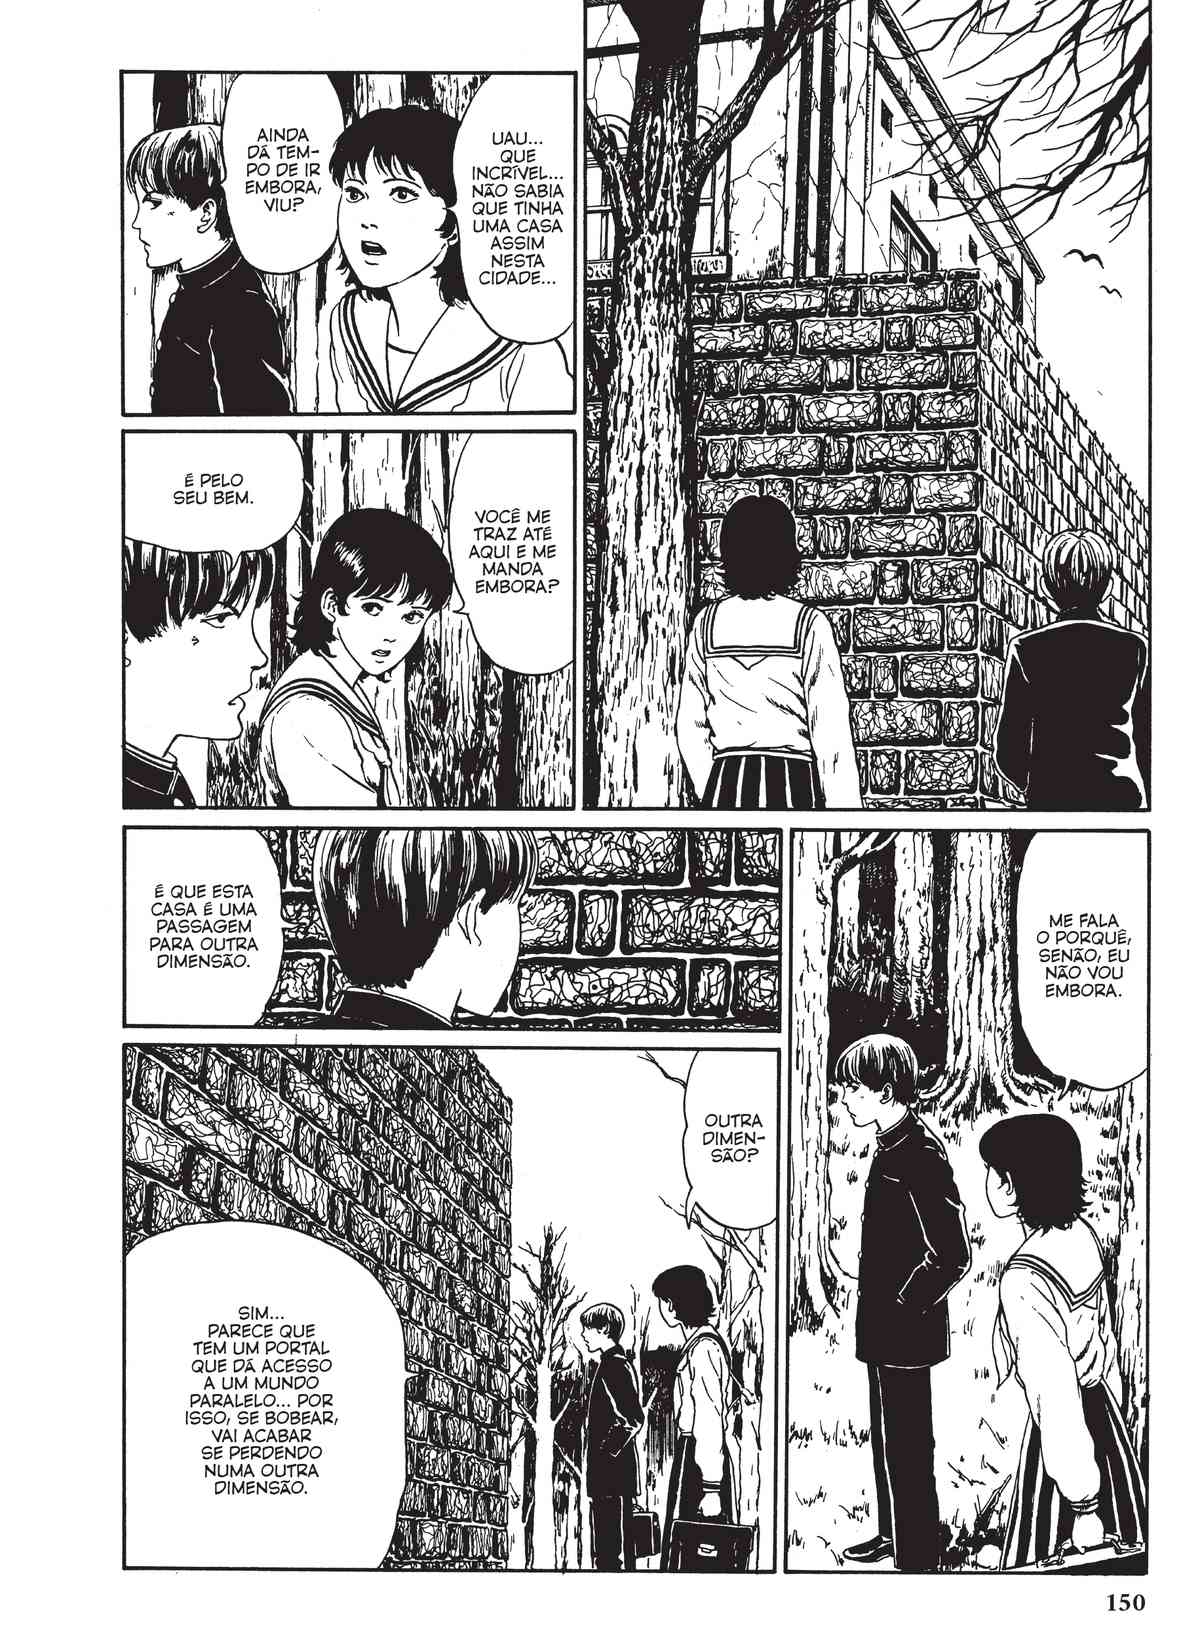 UAU...
QUE
INCRÍVEL...
NÃO SABIA
QUE TINHA
UMA CASA
ASSIM
NESTA
CIDADE...
AINDA
DÁ TEM-
PO DE IR
EMBORA,
VIU?
VOCÊ ME
TRAZ ATÉ
AQUI E ME
MANDA
EMBORA?
É PELO
SEU BEM.
ME FALA
O PORQUÊ,
SENÃO, EU
NÃO VOU
EMBORA.
É QUE ESTA
CASA É UMA
PASSAGEM
PARA OUTRA
DIMENSÃO.
OUTRA
DIMEN-
SÃO?
SIM...
PARECE QUE
TEM UM PORTAL
QUE DÁ ACESSO
A UM MUNDO
PARALELO... POR
ISSO, SE BOBEAR,
VAI ACABAR
SE PERDENDO
NUMA OUTRA
DIMENSÃO.
150